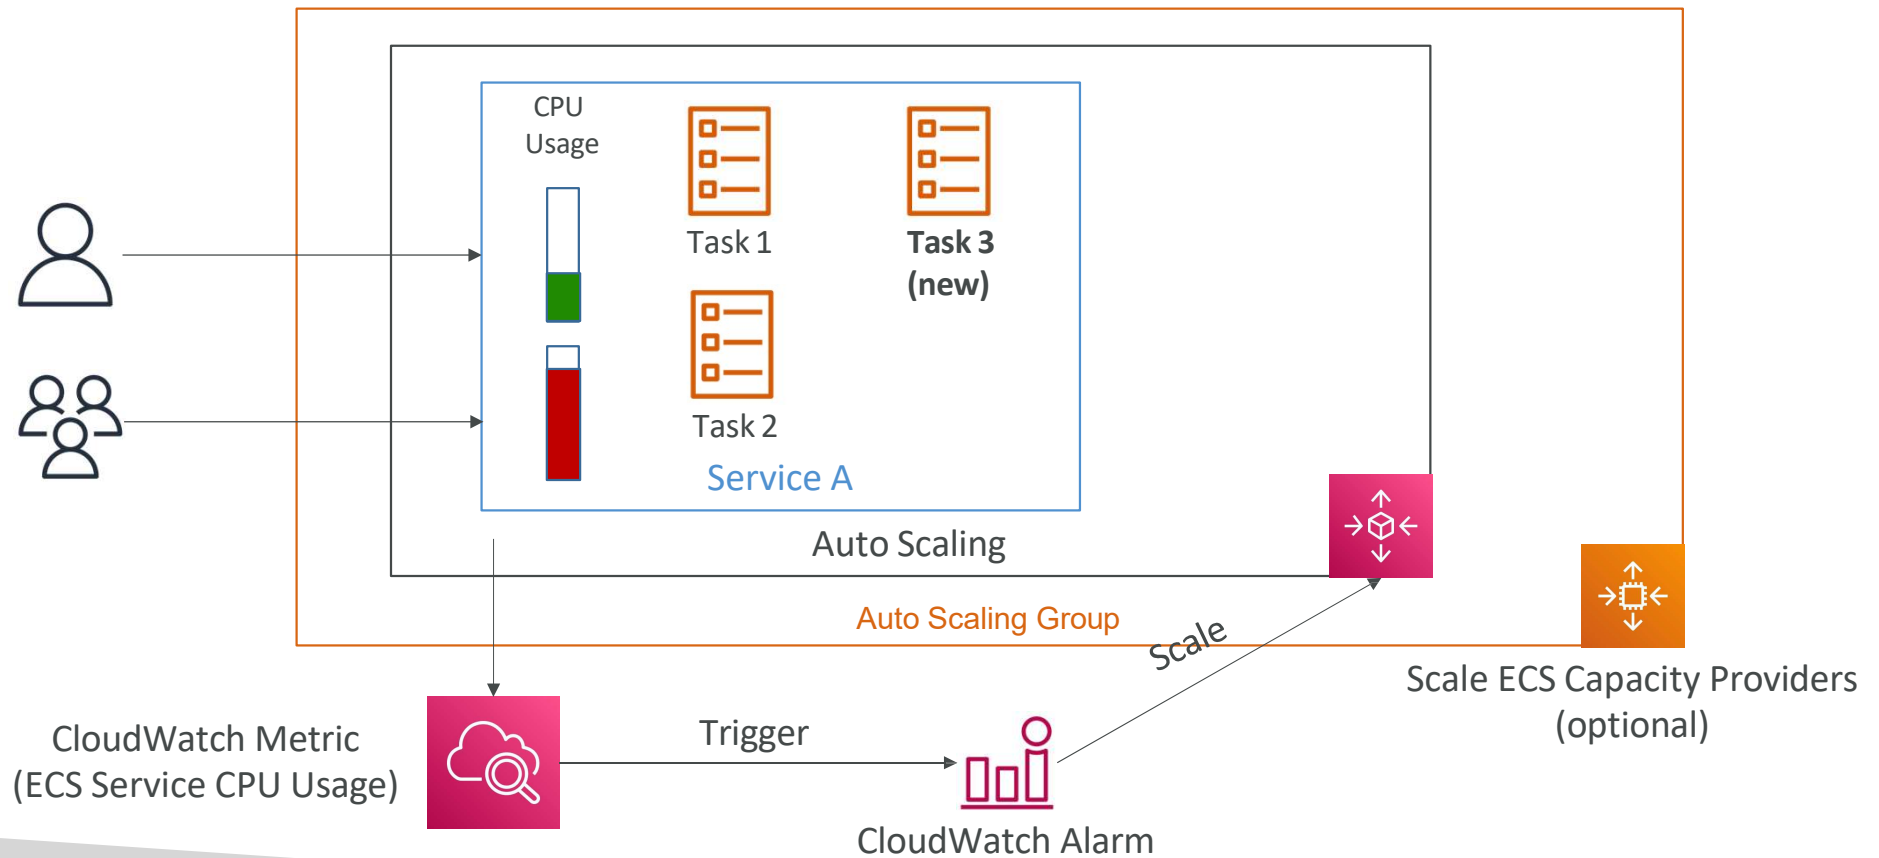 CPU
Usage
Task 1
Task 3
(new)
Task 2
Service A
Auto Scaling
Auto Scaling Group
Scale
Scale ECS Capacity Providers
(optional)
CloudWatch Metric
(ECS Service CPU Usage)
Trigger
CloudWatch Alarm